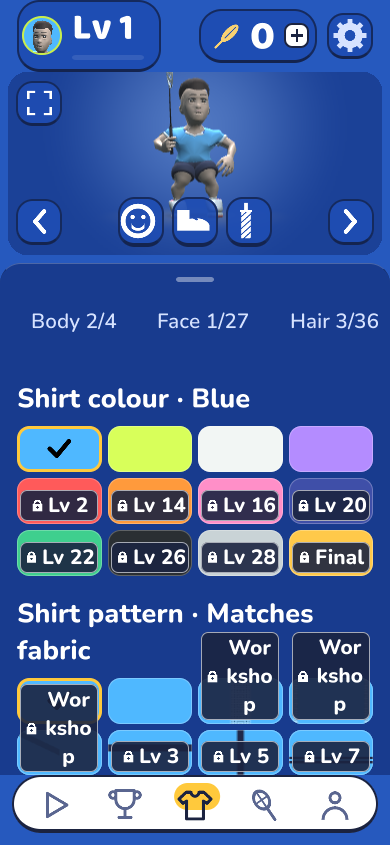 Lv 1
0
Body 2/4 Face 1/27 Hair 3/36
Shirt colour · Blue
Lv 2 Lv 14 Lv 16 Lv 20
Lv 22 Lv 26 Lv 28 Final
Shirt pattern · Matches
fabric
Wor
ksho
p
Wor
ksho
p
Wor
ksho
p
Lv 3 Lv 5 Lv 7